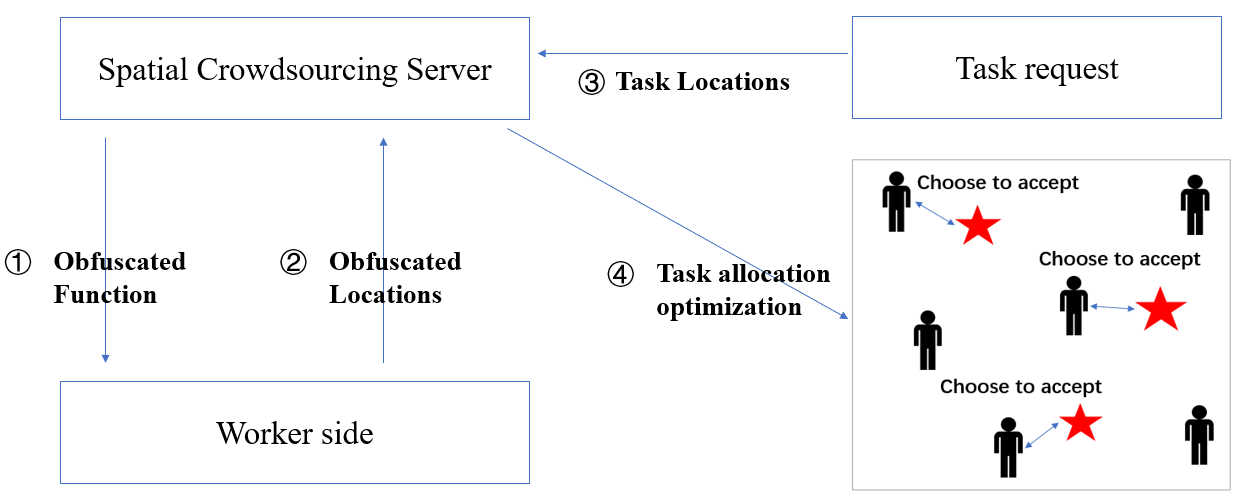 Spatial Crowdsourcing Server
Task request
③ Task Locations
Choose to accept
① Obfuscated
Function
② Obfuscated
Locations
④ Task allocation
optimization
Choose to accept
Choose to accept
Worker side